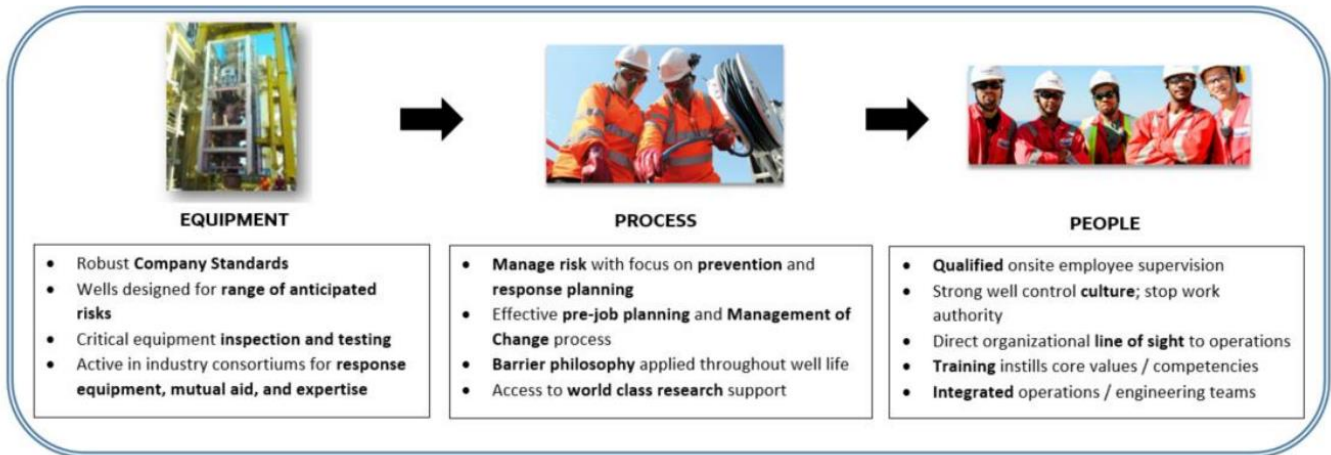 EQUIPMENT
• Robust Company Standards
• Wells designed for range of anticipated
risks
• Critical equipment inspection and testing
• Active in industry consortiums for response
equipment, mutual aid, and expertise
PROCESS
• Manage risk with focus on prevention and
response planning
• Effective pre-job planning and Management of
Change process
• Barrier philosophy applied throughout well life
• Access to world class research support
PEOPLE
• Qualified onsite employee supervision
• Strong well control culture; stop work
authority
• Direct organizational line of sight to operations
• Training instills core values / competencies
• Integrated operations / engineering teams